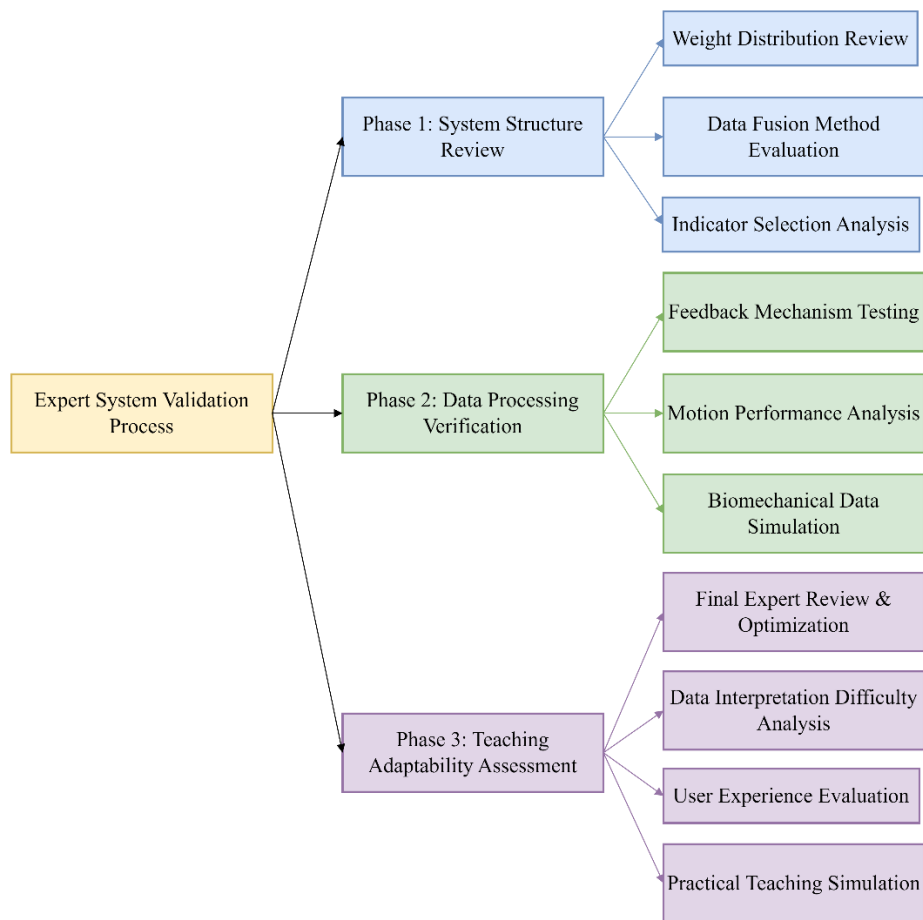 Expert System Validation
Process
Phase 1: System Structure
Review
Weight Distribution Review
Data Fusion Method
Evaluation
Indicator Selection Analysis
Phase 2: Data Processing
Verification
Feedback Mechanism Testing
Motion Performance Analysis
Biomechanical Data
Simulation
Phase 3: Teaching
Adaptability Assessment
Final Expert Review &
Optimization
Data Interpretation Difficulty
Analysis
User Experience Evaluation
Practical Teaching Simulation